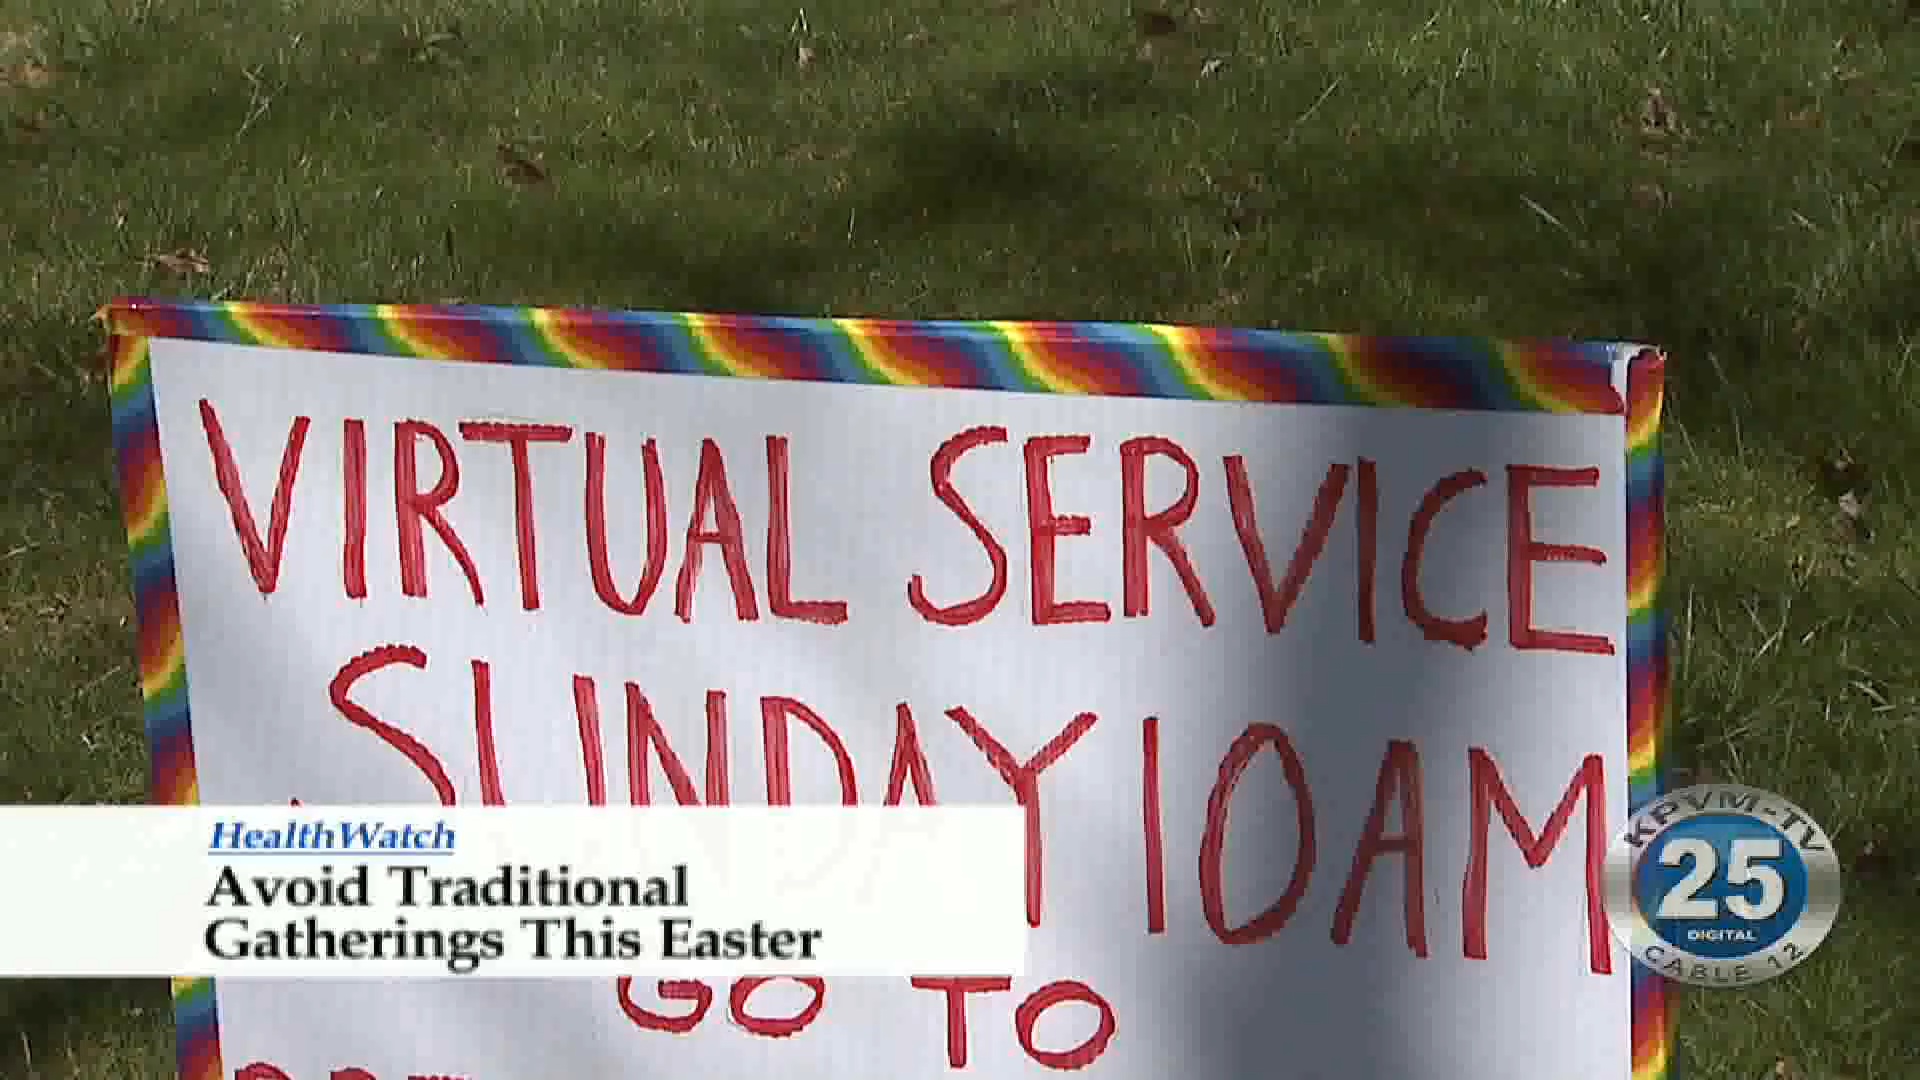 VIRTUAL SERVICE
SUNDAY 10AM
GO TO
HealthWatch
Avoid Traditional
Gatherings This Easter
KPVM-TV
25
DIGITAL
CABLE 12